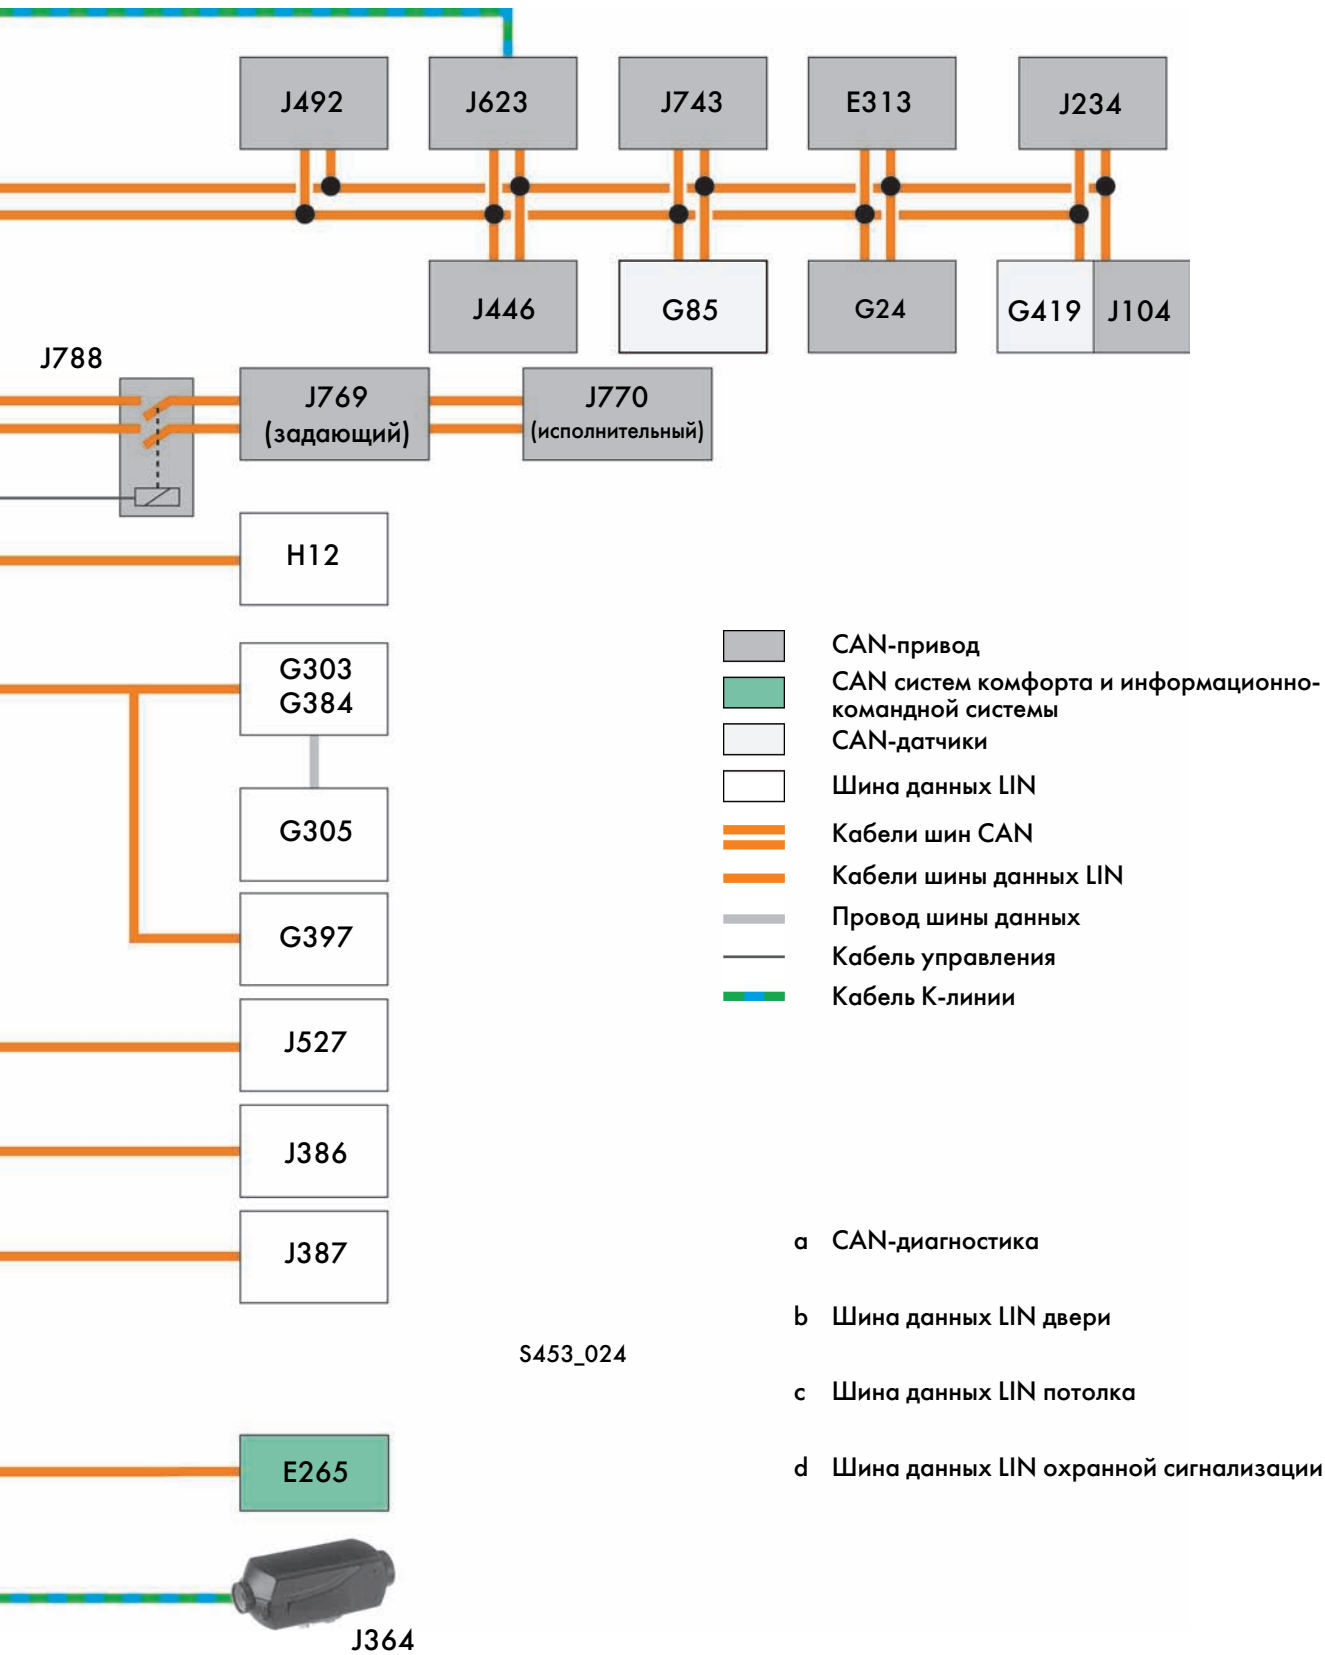 J492
J623
J743
E313
J234
J446
G85
G24
G419
J104
J788
J769
(задающий)
J770
(исполнительный)
H12
G303
G384
G305
G397
J527
J386
J387
CAN-привод
CAN систем комфорта и информационно-
командной системы
CAN-датчики
Шина данных LIN
Кабели шин CAN
Кабели шины данных LIN
Провод шины данных
Кабель управления
Кабель К-линии
a CAN-диагностика
b Шина данных LIN двери
S453_024
c Шина данных LIN потолка
d Шина данных LIN охранной сигнализации
E265
J364